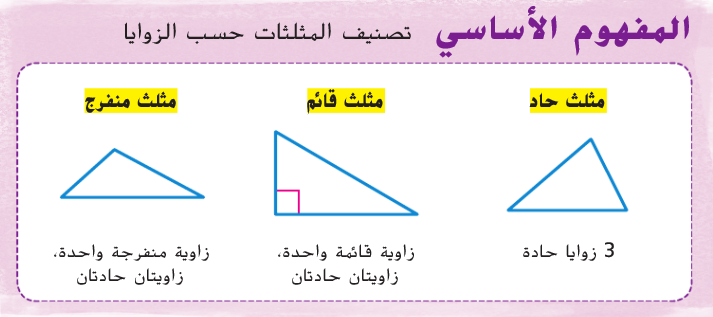 المفهوم الأساسي تصنيف المثلثات حسب الزوايا
مثلث حاد
3 زوايا حادة
مثلث قائم
زاوية قائمة واحدة،
زاويتان حادتان
مثلث منفرج
زاوية منفرجة واحدة،
زاويتان حادتان